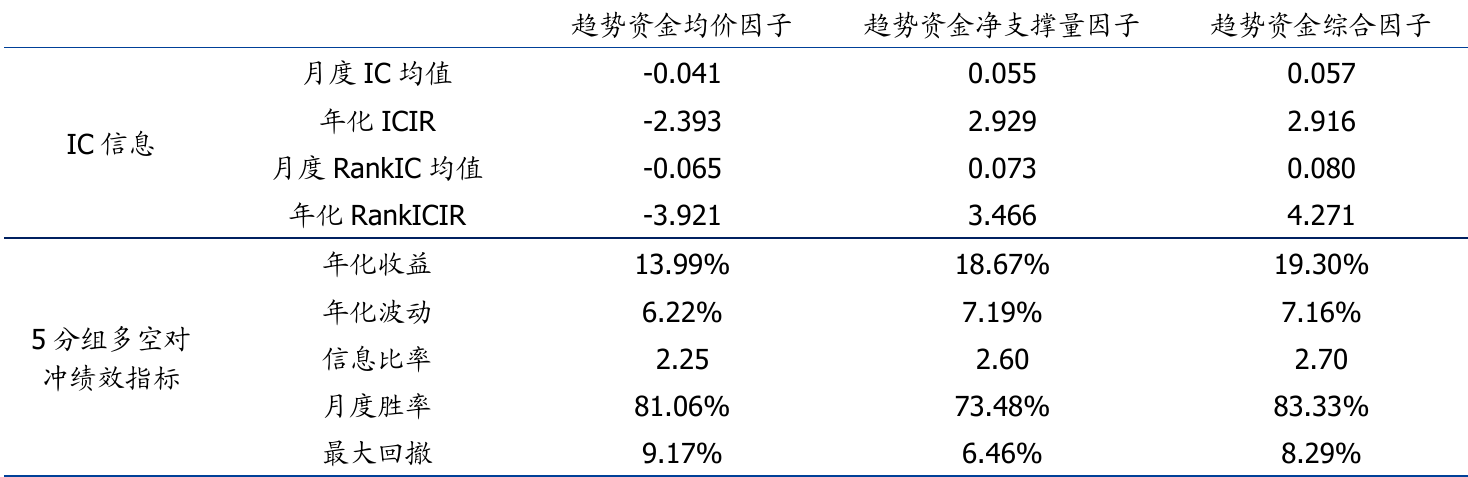 趋势资金均价因子 趋势资金净支撑量因子 趋势资金综合因子
IC 信息
月度 IC 均值 -0.041 0.055 0.057
年化 ICIR -2.393 2.929 2.916
月度 RankIC 均值 -0.065 0.073 0.080
年化 RankICIR -3.921 3.466 4.271
5 分组多空对
冲绩效指标
年化收益 13.99% 18.67% 19.30%
年化波动 6.22% 7.19% 7.16%
信息比率 2.25 2.60 2.70
月度胜率 81.06% 73.48% 83.33%
最大回撤 9.17% 6.46% 8.29%